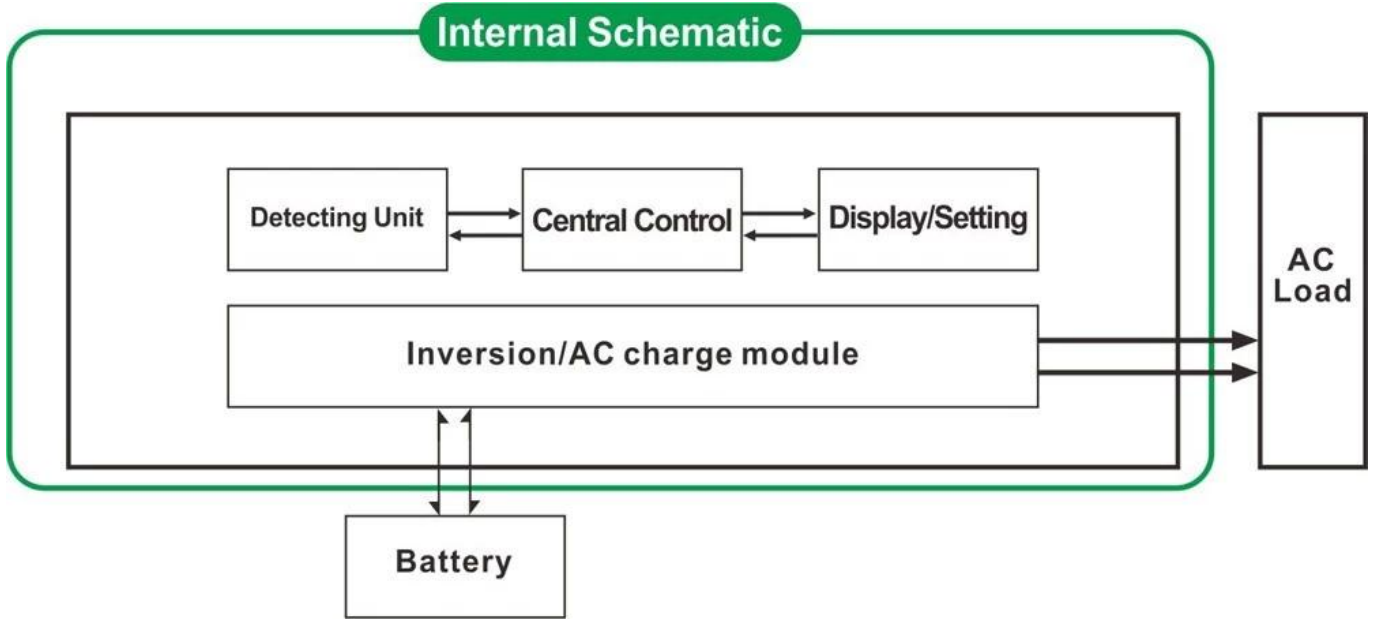 Internal Schematic
Detecting Unit
Central Control
Display/Setting
Inversion/AC charge module
AC
Load
Battery